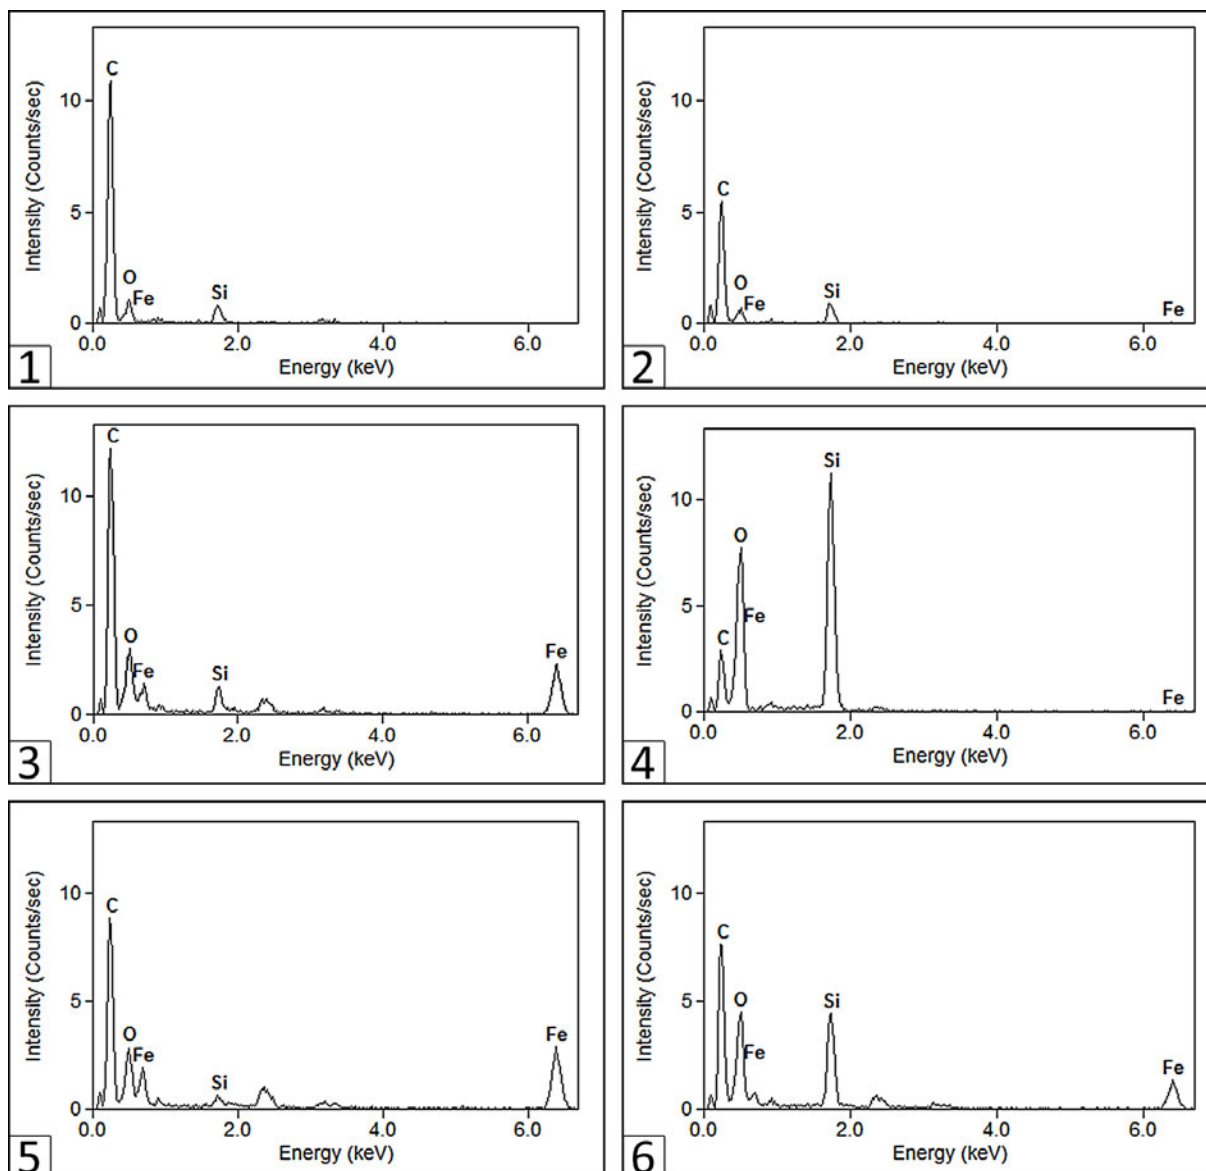 Intensity (Counts/sec)
10
5
0
C
O
Fe
Si
0.0 2.0 4.0 6.0
Energy (keV)
1
Intensity (Counts/sec)
10
5
0
C
O
Fe
Si
Fe
0.0 2.0 4.0 6.0
Energy (keV)
2
Intensity (Counts/sec)
10
5
0
C
O
Fe
Si
Fe
0.0 2.0 4.0 6.0
Energy (keV)
3
Intensity (Counts/sec)
10
5
0
C
O
Fe
Si
Fe
0.0 2.0 4.0 6.0
Energy (keV)
4
Intensity (Counts/sec)
10
5
0
C
O
Fe
Si
Fe
0.0 2.0 4.0 6.0
Energy (keV)
5
Intensity (Counts/sec)
10
5
0
C
O
Fe
Si
Fe
0.0 2.0 4.0 6.0
Energy (keV)
6